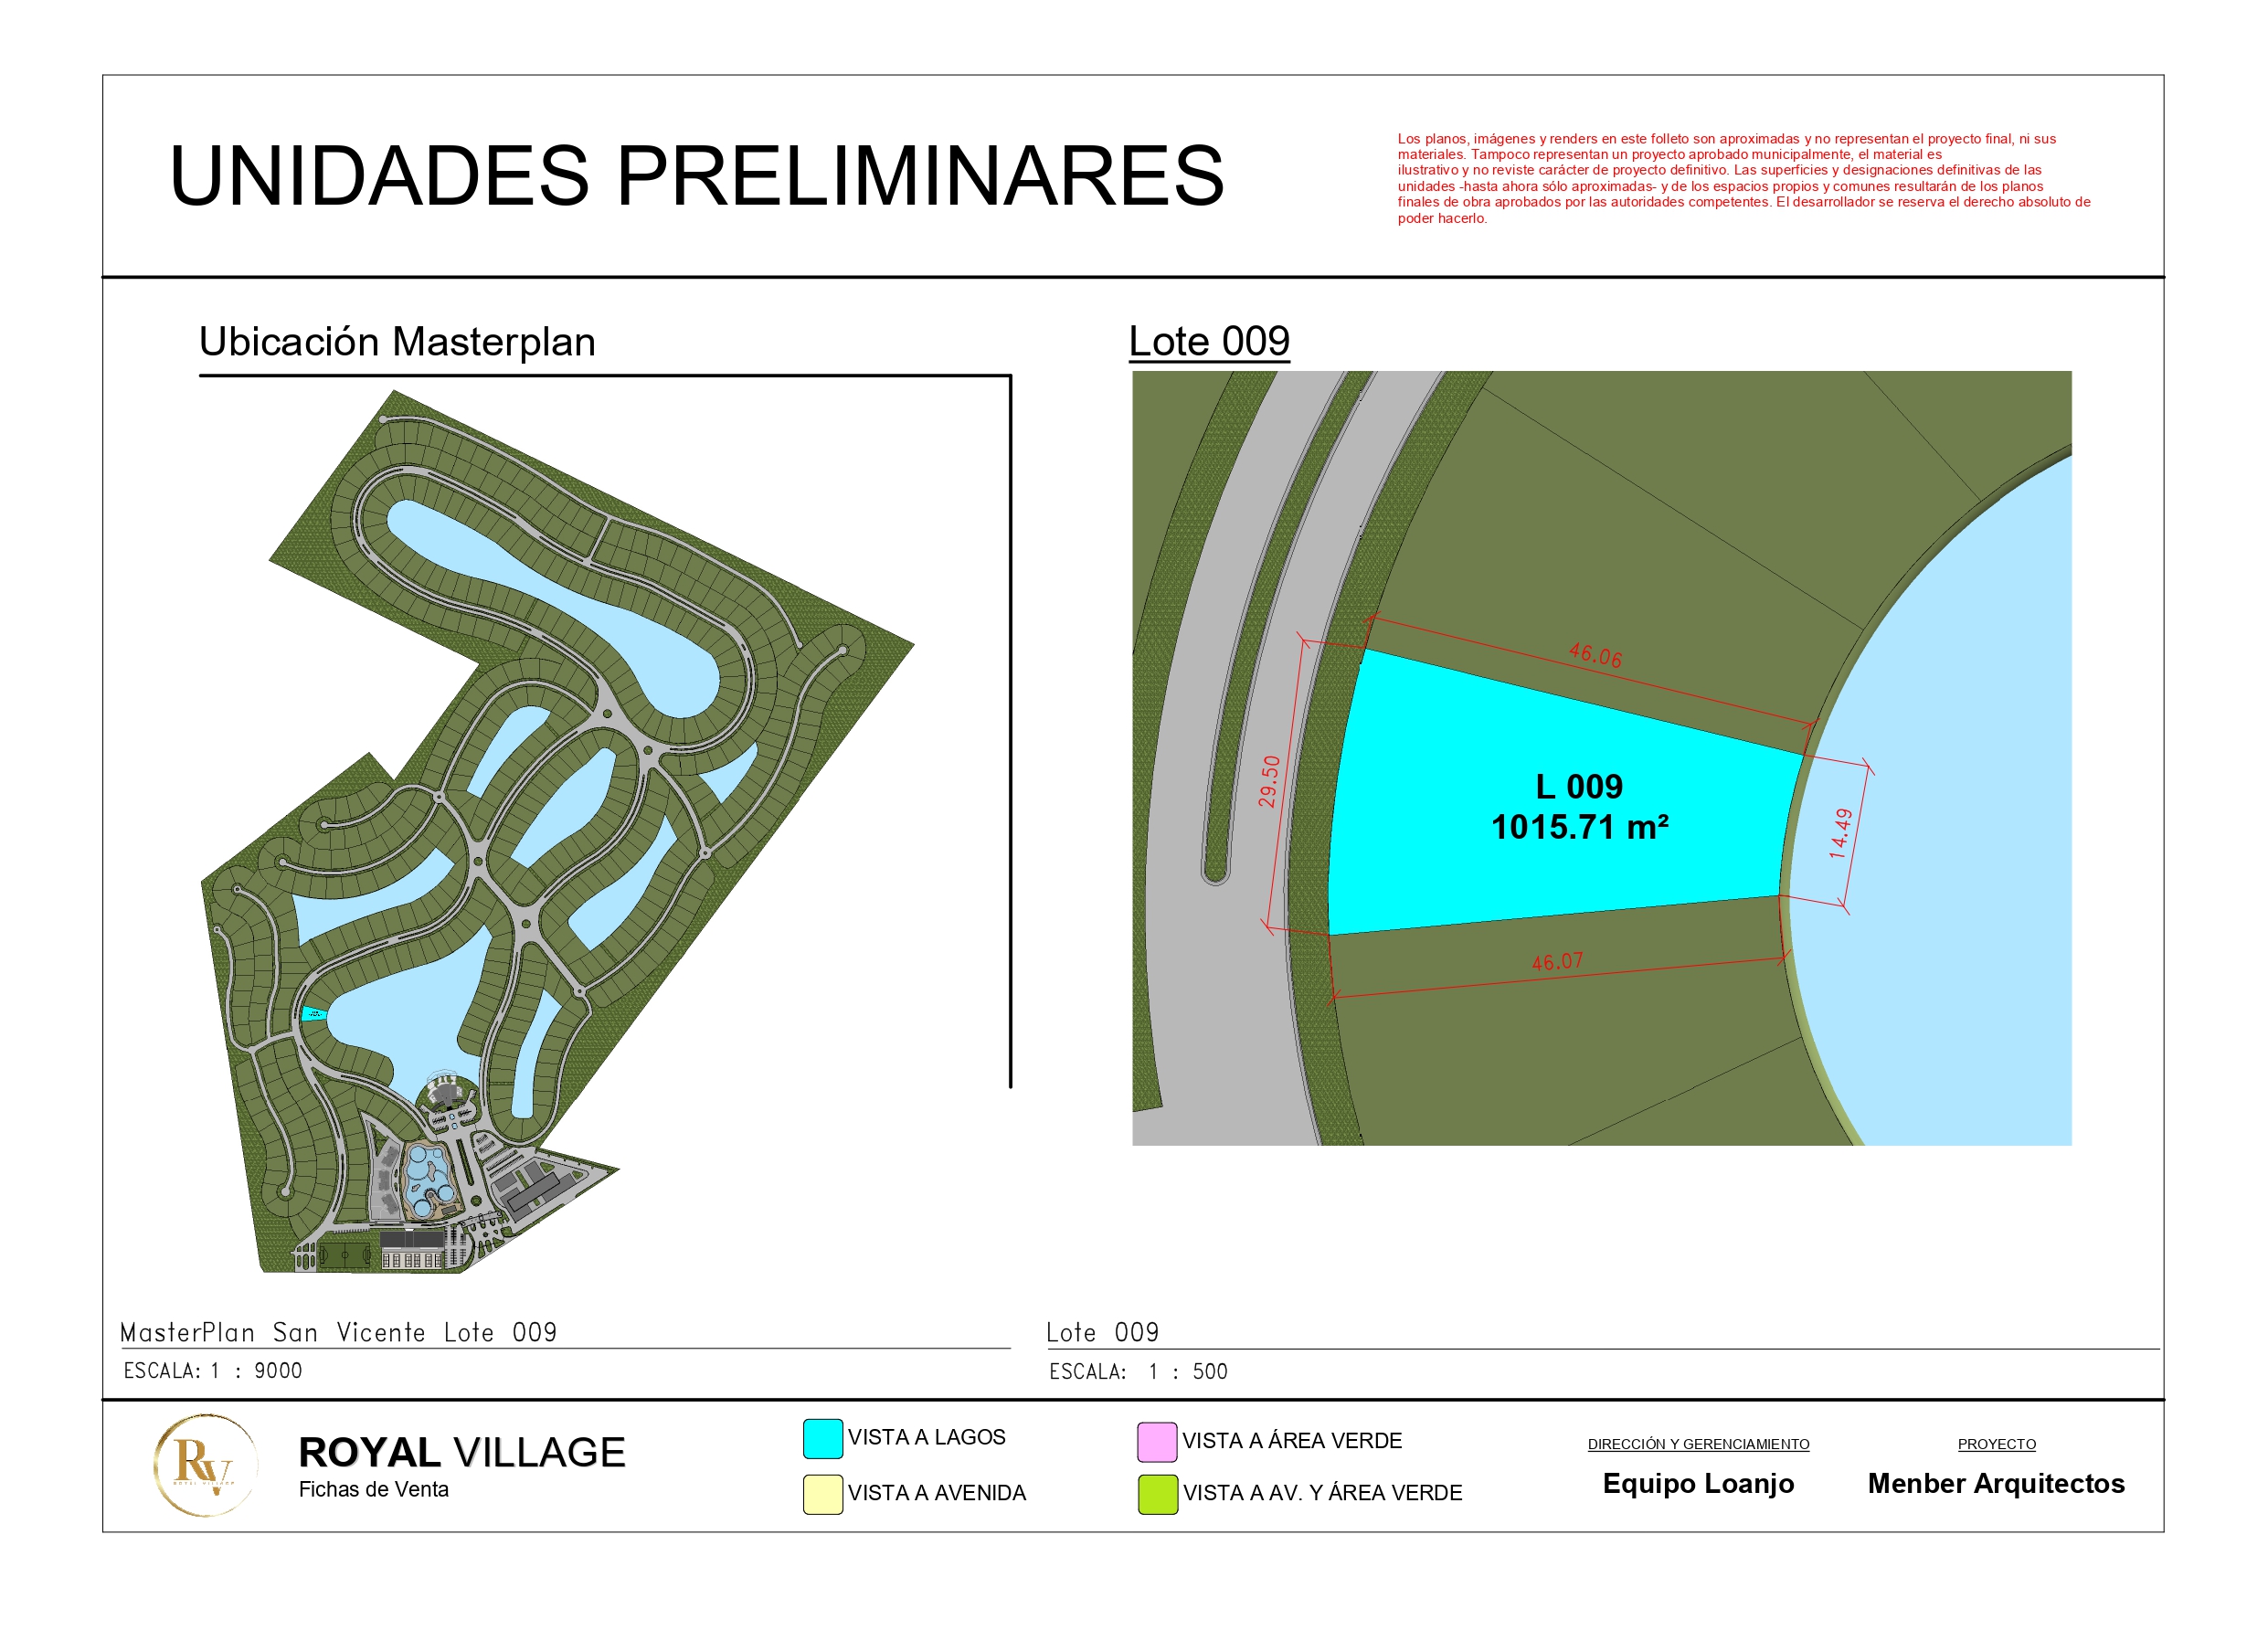 UNIDADES PRELIMINARES
Los planos, imágenes y renders en este folleto son aproximadas y no representan el proyecto final, ni sus
materiales. Tampoco representan un proyecto aprobado municipalmente, el material es
ilustrativo y no reviste carácter de proyecto definitivo. Las superficies y designaciones definitivas de las
unidades -hasta ahora sólo aproximadas- y de los espacios propios y comunes resultarán de los planos
finales de obra aprobados por las autoridades competentes. El desarrollador se reserva el derecho absoluto de
poder hacerlo.
Ubicación Masterplan
Lote 009
46.06
29.50
L 009
1015.71 m²
14.49
46.07
MasterPlan San Vicente Lote 009
ESCALA: 1 : 9000
Lote 009
ESCALA: 1 : 500
RV
ROYAL VILLAGE
ROYAL VILLAGE
Fichas de Venta
VISTA A LAGOS
VISTA A AVENIDA
VISTA A ÁREA VERDE
VISTA A AV. Y ÁREA VERDE
DIRECCIÓN Y GERENCIAMIENTO
Equipo Loanjo
PROYECTO
Menber Arquitectos